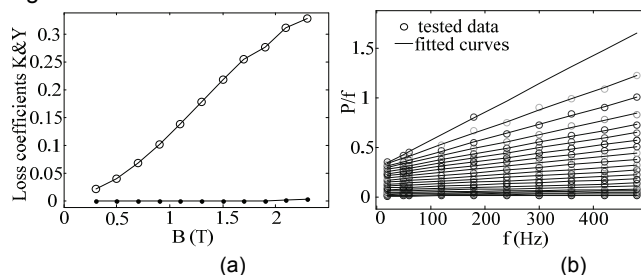 Loss coefficients K&Y
0.3
0.25
0.2
0.15
0.1
0.05
0
0
0.5
1
1.5
2
B (T)
(a)
tested data
fitted curves
P/f
1.5
1
0.5
0
0
100
200
300
400
f (Hz)
(b)